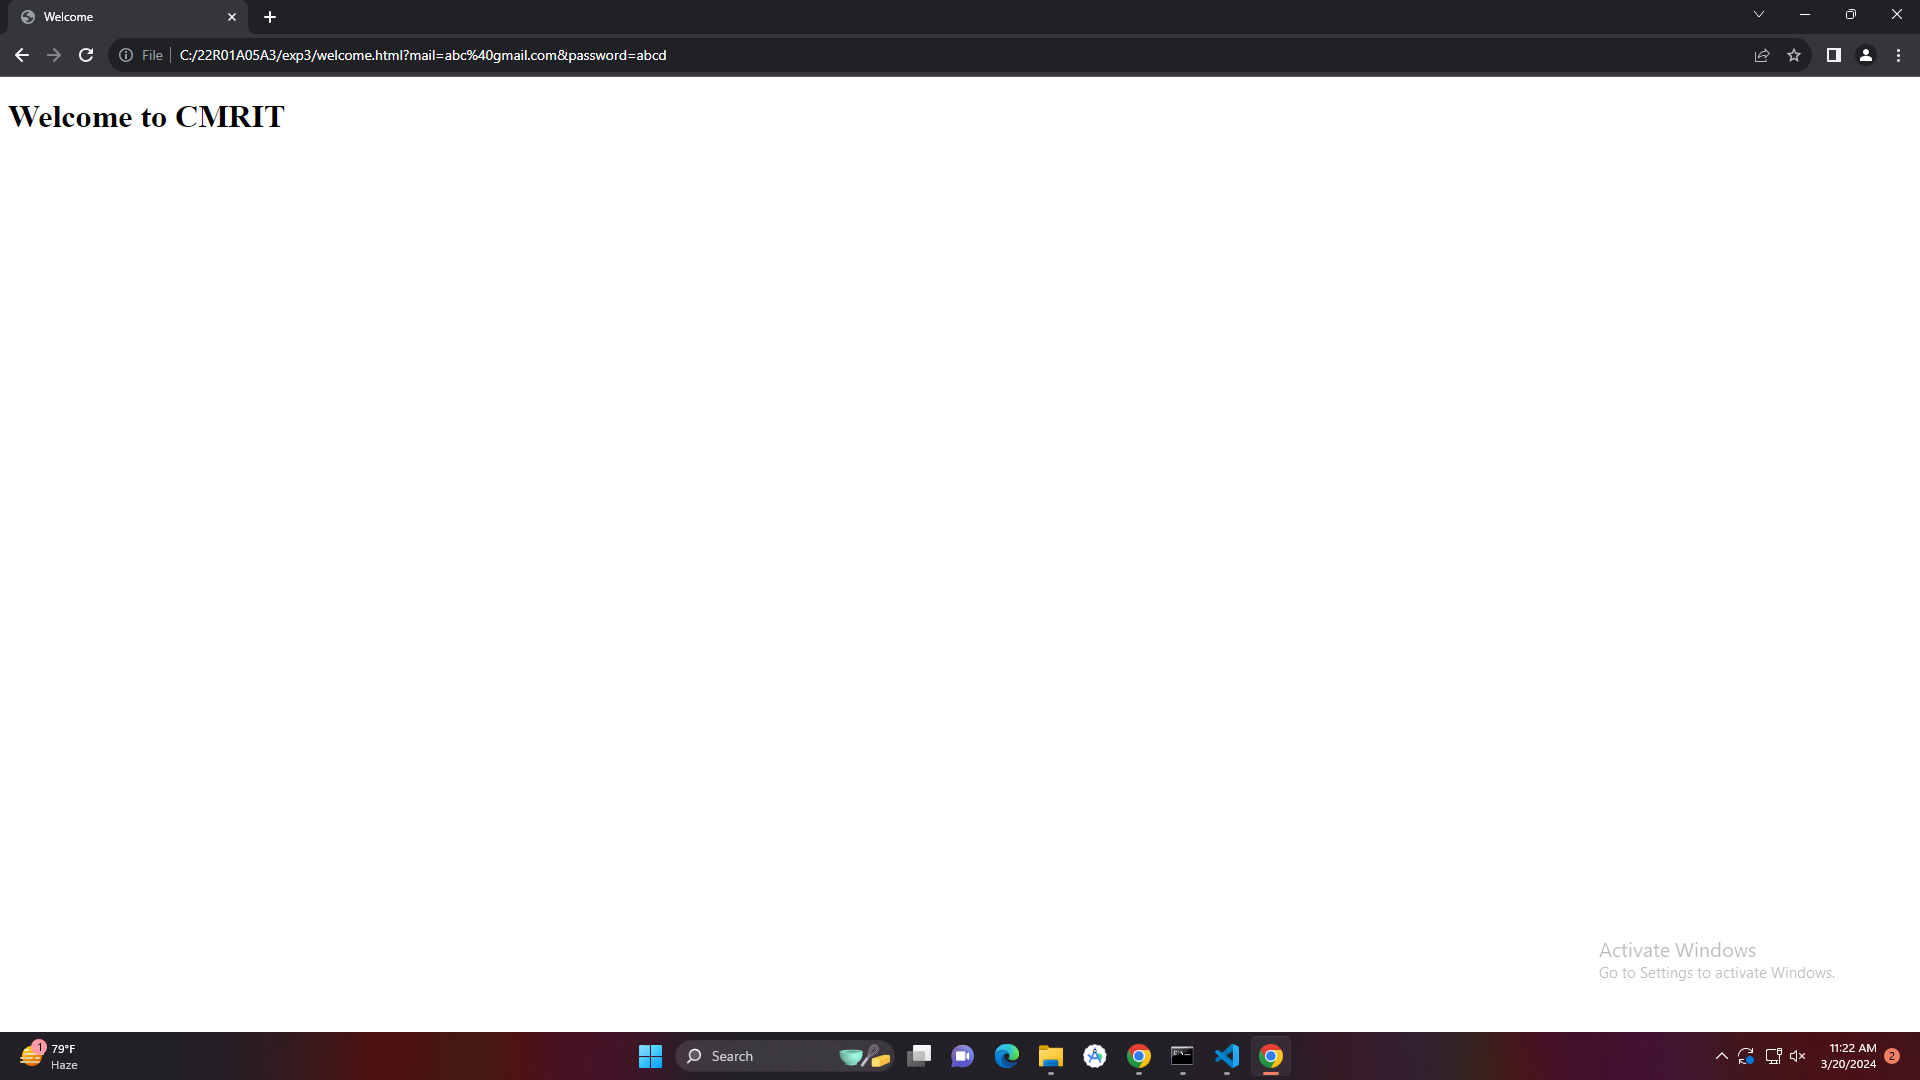 Welcome
File
C:/22R01A05A3/exp3/welcome.html?mail=abc%40gmail.com&password=abcd
Welcome to CMRIT
Activate Windows
Go to Settings to activate Windows.
1
79°F
Haze
Search
11:22 AM
3/20/2024
2